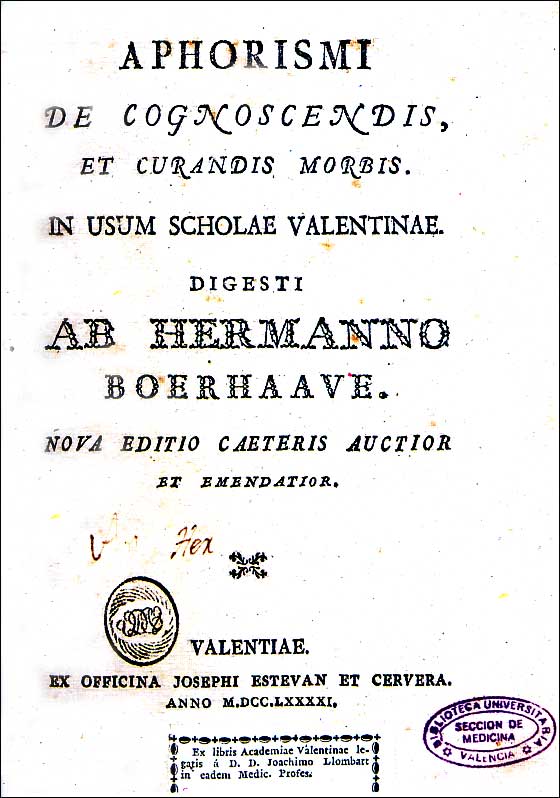 APHORISMI
DE COGNOSCENDIS,
ET CURANDIS MORBIS.
IN USUM SCHOLAE VALENTINAE.
DIGESTI
AB HERMANNO
BOERHAAVE.
NOVA EDITIO CAETERIS AUCTIOR
ET EMENDATIOR.
Hex
VALENTIAE.
EX OFFICINA JOSEPHI ESTEVAN ET CERVERA.
ANNO M.DCC.LXXXXI.
BIBLIOTECA UNIVERSITARIA
SECCION DE
MEDICINA
VALENCIA
Ex libris Academiae Valentinae le-
gatis á D. D. Joachimo Llombart
in eadem Medic. Profes.